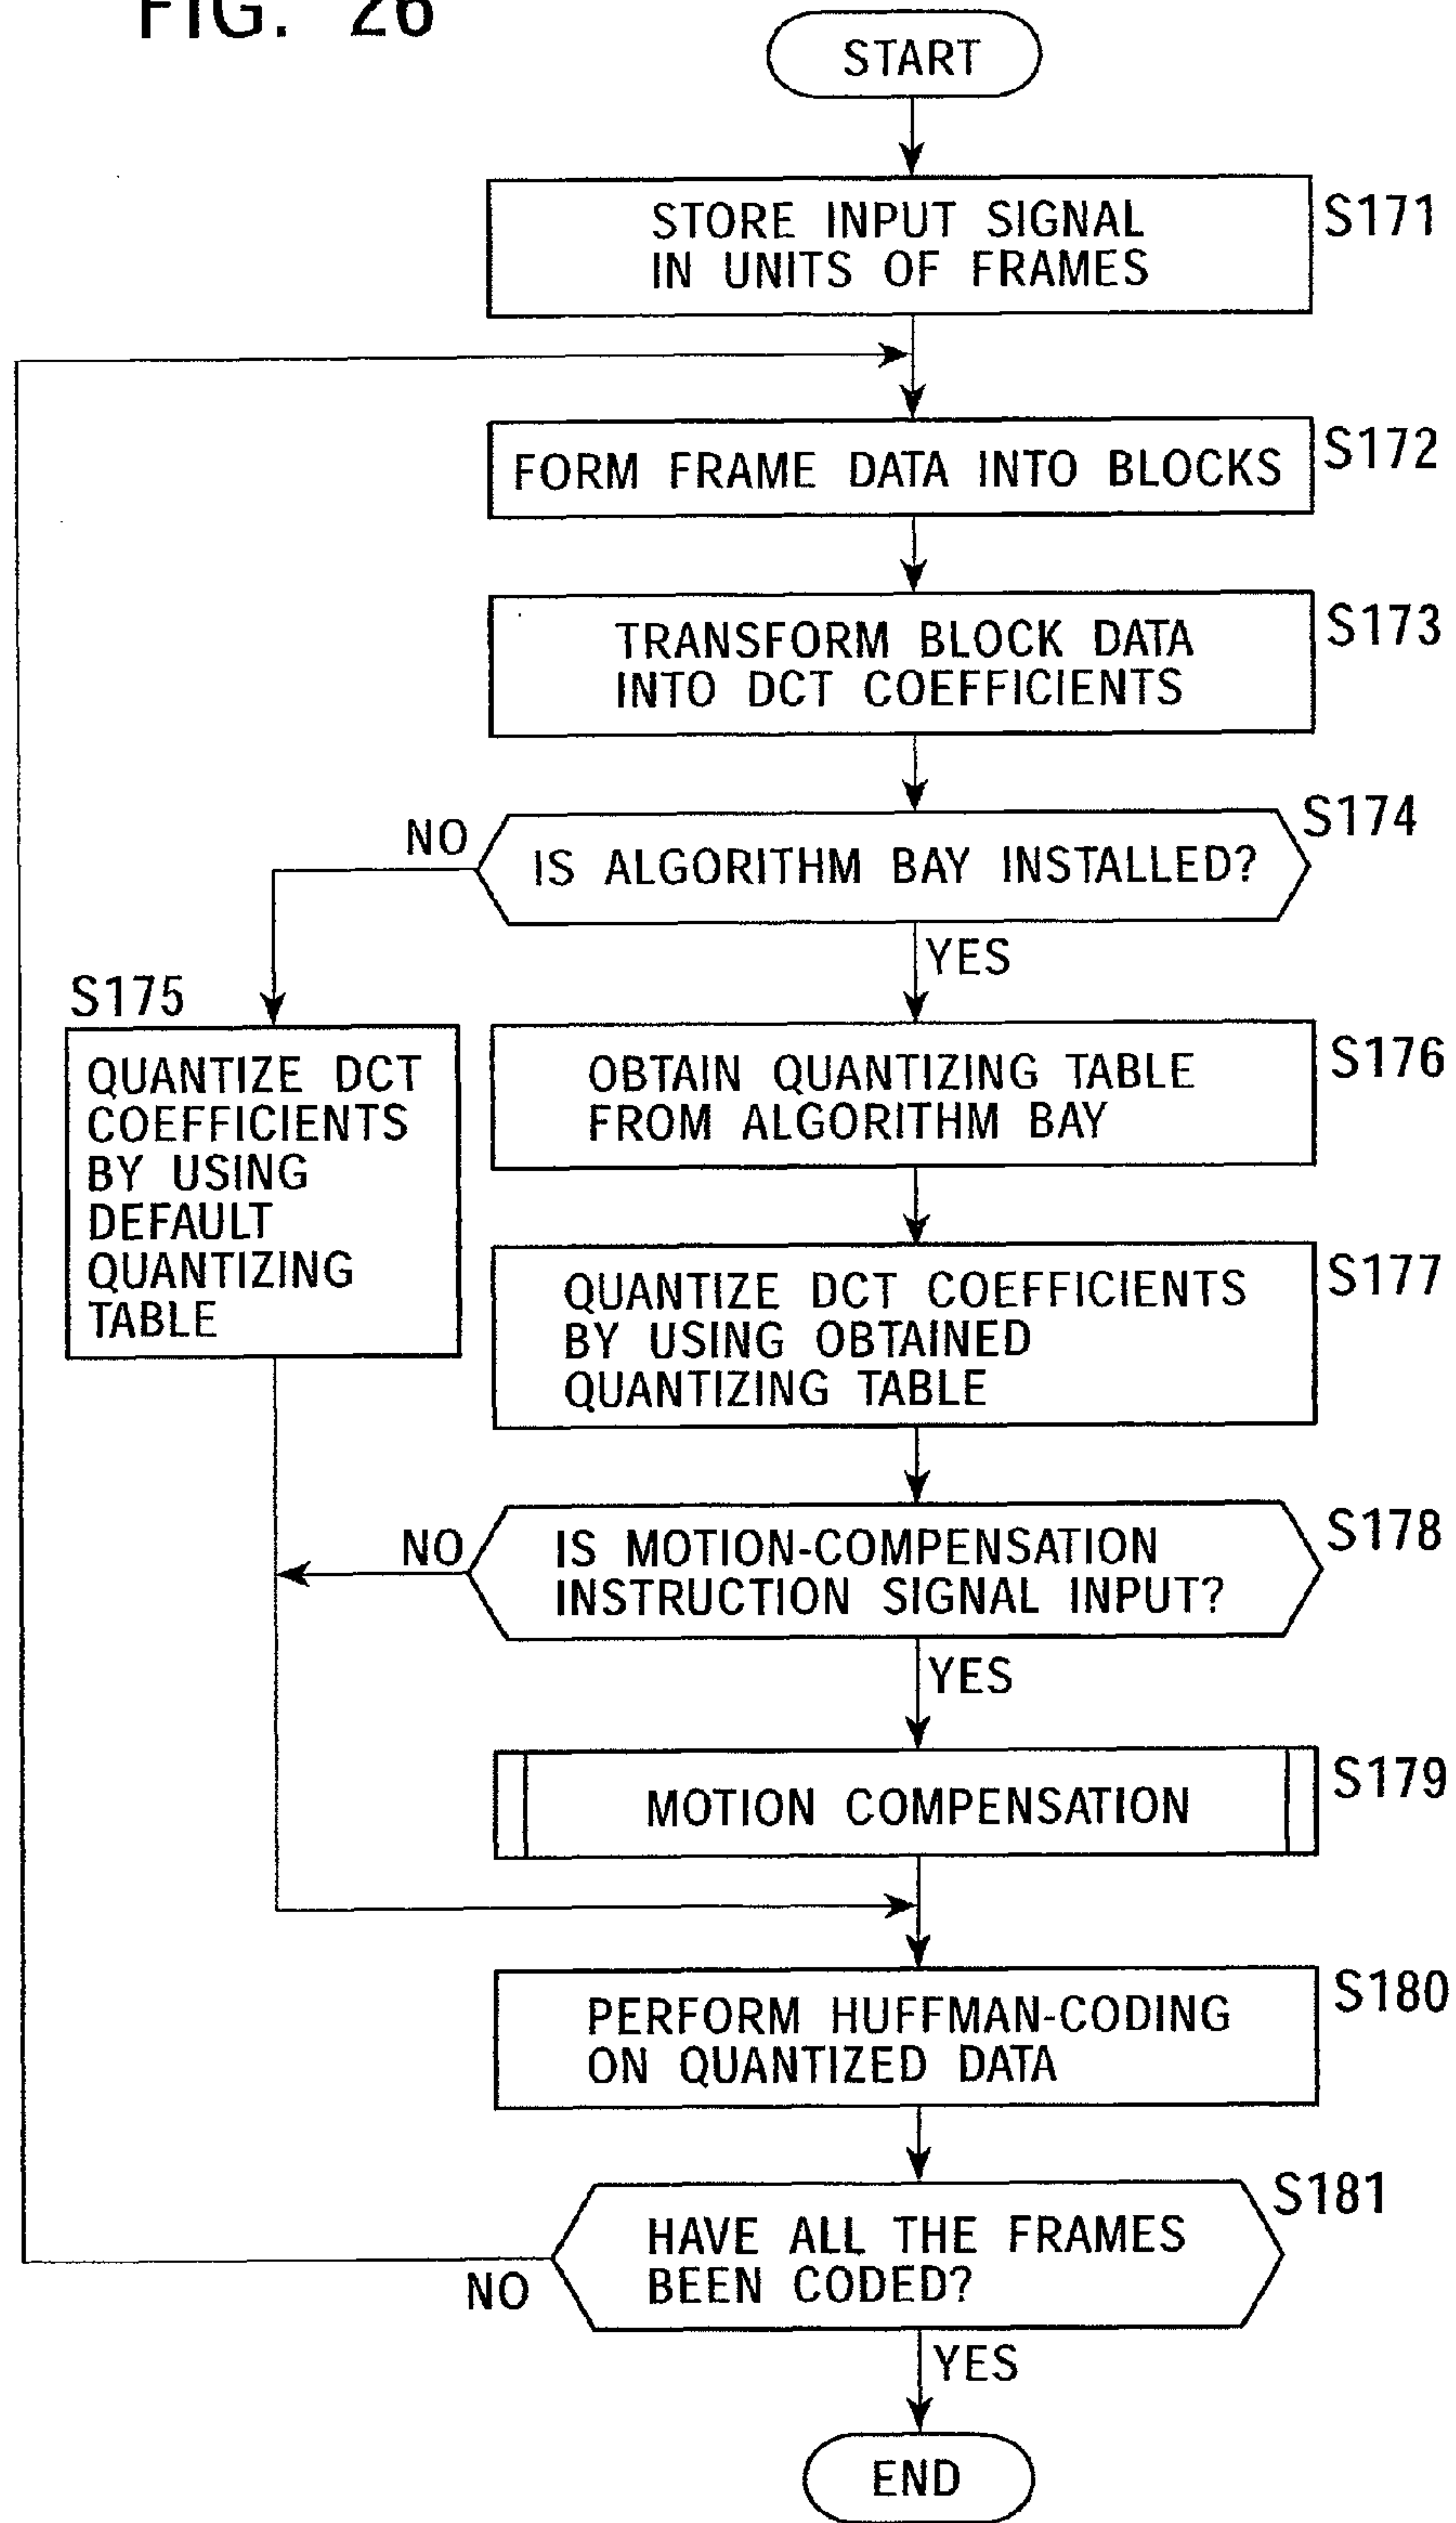 FIG. 26
START
STORE INPUT SIGNAL
IN UNITS OF FRAMES
S171
FORM FRAME DATA INTO BLOCKS
S172
TRANSFORM BLOCK DATA
INTO DCT COEFFICIENTS
S173
NO
IS ALGORITHM BAY INSTALLED?
S174
YES
S175
QUANTIZE DCT
COEFFICIENTS
BY USING
DEFAULT
QUANTIZING
TABLE
OBTAIN QUANTIZING TABLE
FROM ALGORITHM BAY
S176
QUANTIZE DCT COEFFICIENTS
BY USING OBTAINED
QUANTIZING TABLE
S177
NO
IS MOTION-COMPENSATION
INSTRUCTION SIGNAL INPUT?
S178
YES
MOTION COMPENSATION
S179
PERFORM HUFFMAN-CODING
ON QUANTIZED DATA
S180
HAVE ALL THE FRAMES
BEEN CODED?
S181
NO
YES
END